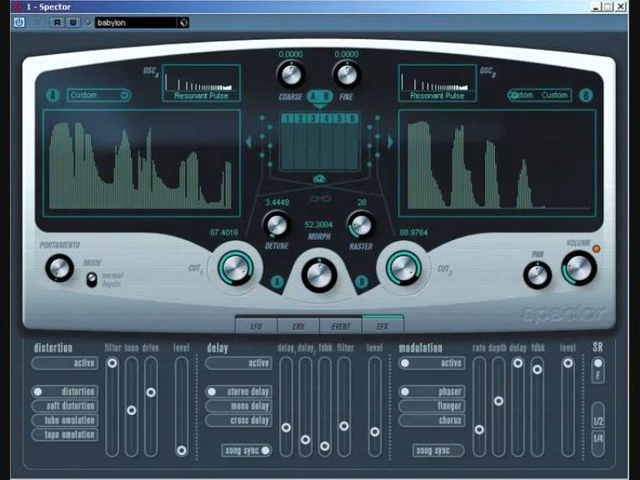 1 - Spector
R W babylon
0.0000 0.0000
OSC A
COARSE A B FINE
OSC B
A Custom
Resonant Pulse
Resonant Pulse
Custom Custom B
1 2 3 4 5 6
3.4449 28
87.4016 52.3004 88.9764
DETUNE MORPH RASTER
PORTAMENTO
MODE
normal
legato
CUT 1
A B
CUT 2
PAN
VOLUME
spector
LFO ENV EVENT EFX
distortion filter tone drive level
active
distortion
soft distortion
tube emulation
tape emulation
delay delay1 delay2 fdbk filter level
active
stereo delay
mono delay
cross delay
song sync
modulation rate depth delay fdbk level
active
phaser
flanger
chorus
song sync
SR
F
1/2
1/4